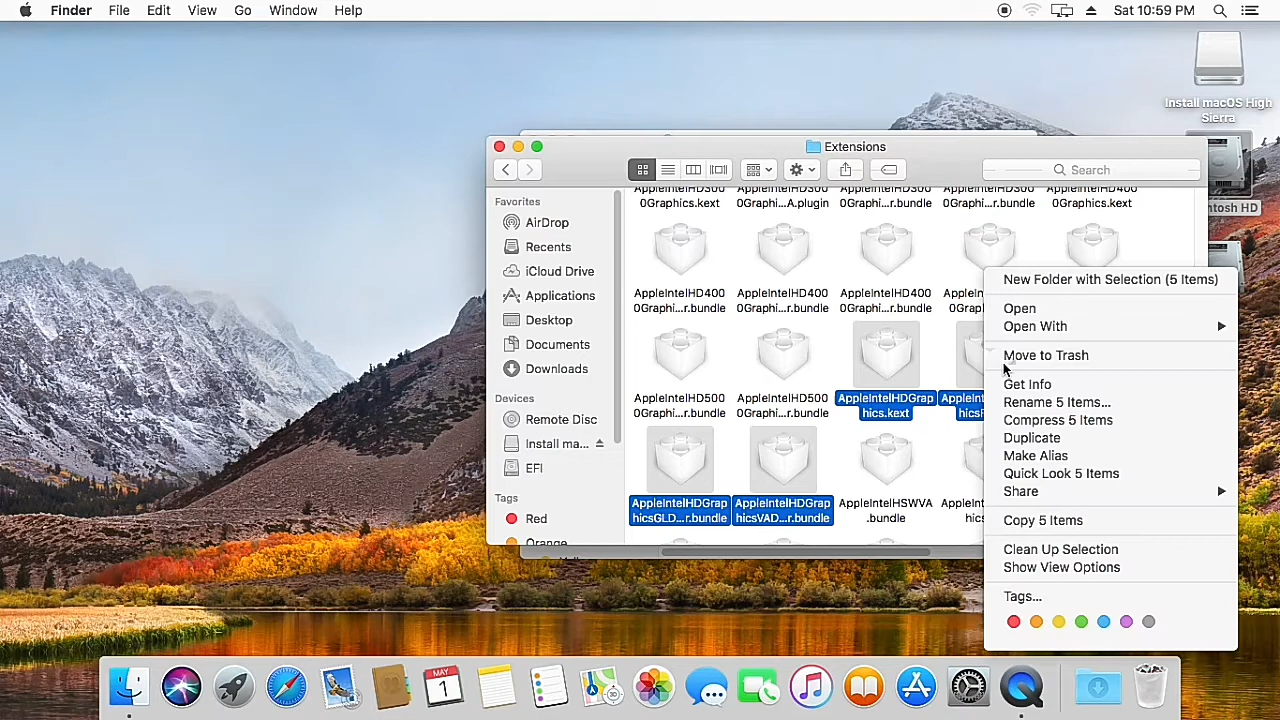 Finder File Edit View Go Window Help
Sat 10:59 PM
Install macOS High
Sierra
ntosh HD
Extensions
Search
Favorites
AirDrop
Recents
iCloud Drive
Applications
Desktop
Documents
Downloads
Devices
Remote Disc
Install ma...
EFI
Tags
Red
Orange
0Graphics.kext
0Graphi...A.plugin
0Graphi...r.bundle
0Graphi...r.bundle
0Graphics.kext
AppleIntelHD400
0Graphi...r.bundle
AppleIntelHD400
0Graphi...r.bundle
AppleIntelHD400
0Graphi...r.bundle
AppleIntelHD500
0Graphi...r.bundle
AppleIntelHD500
0Graphi...r.bundle
AppleIntelHDGrap
hics.kext
AppleIntelHDGrap
hicsGLD...r.bundle
AppleIntelHDGrap
hicsVAD...r.bundle
AppleIntelHSWVA
.bundle
New Folder with Selection (5 Items)
Open
Open With
Move to Trash
Get Info
Rename 5 Items...
Compress 5 Items
Duplicate
Make Alias
Quick Look 5 Items
Share
Copy 5 Items
Clean Up Selection
Show View Options
Tags...
MAY
1